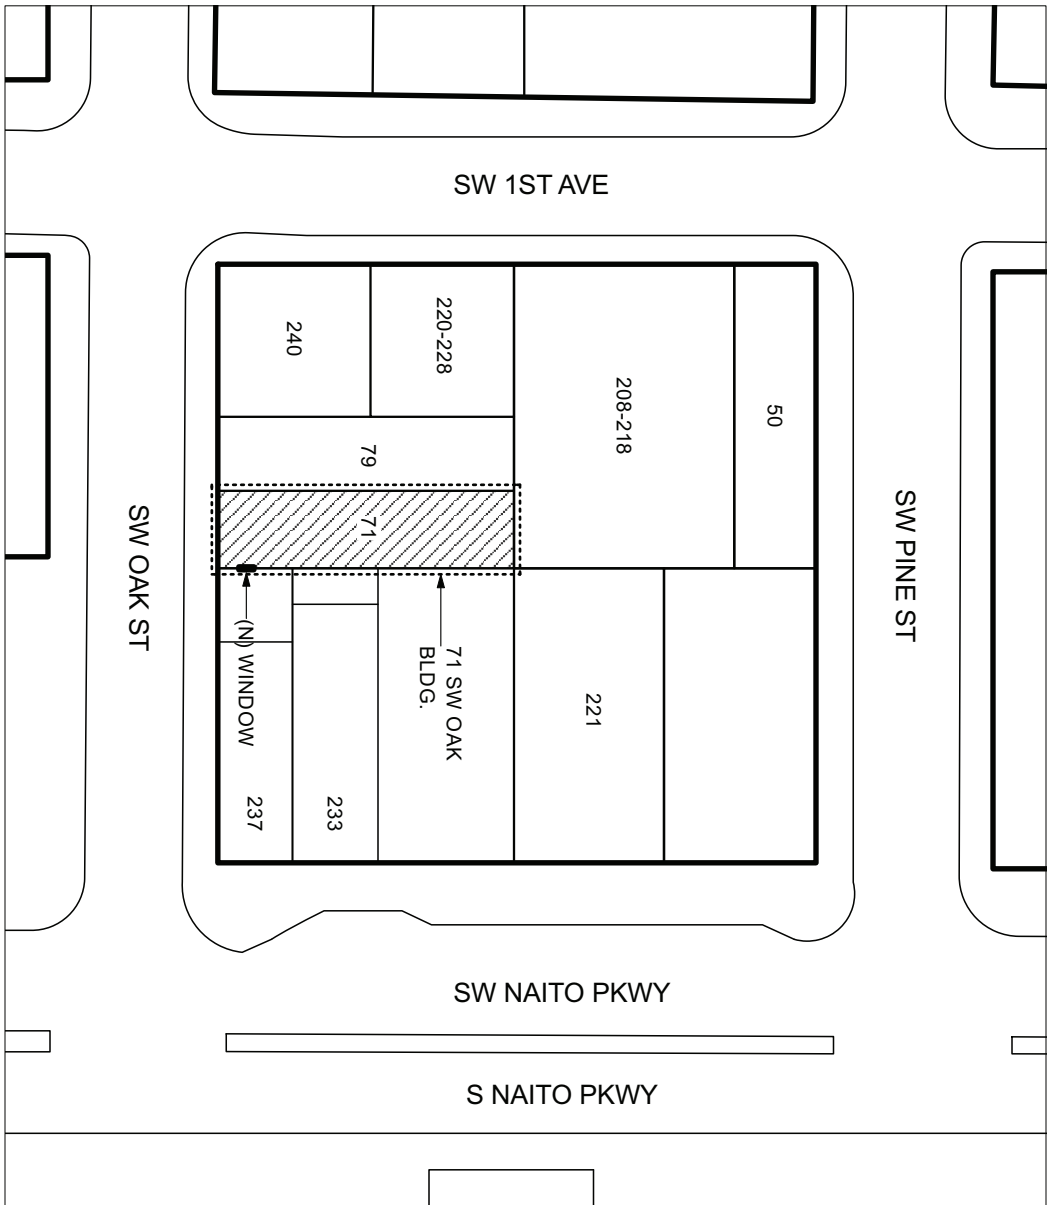 SW 1ST AVE
240
220-228
208-218
50
79
71
SW OAK ST
SW PINE ST
(N) WINDOW
71 SW OAK
BLDG.
221
237
233
SW NAITO PKWY
S NAITO PKWY